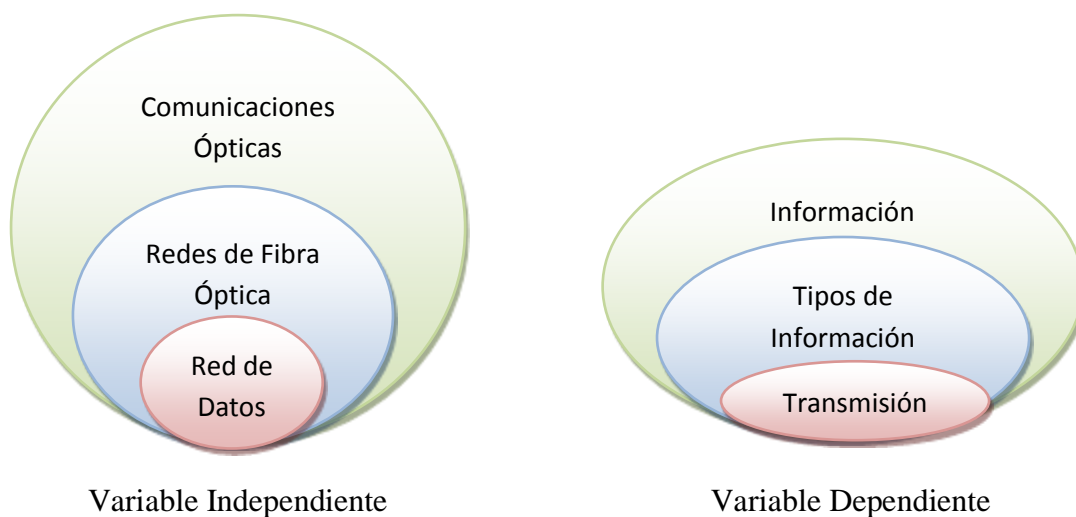 Comunicaciones
Ópticas
Redes de Fibra
Óptica
Red de
Datos
Variable Independiente
Información
Tipos de
Información
Transmisión
Variable Dependiente